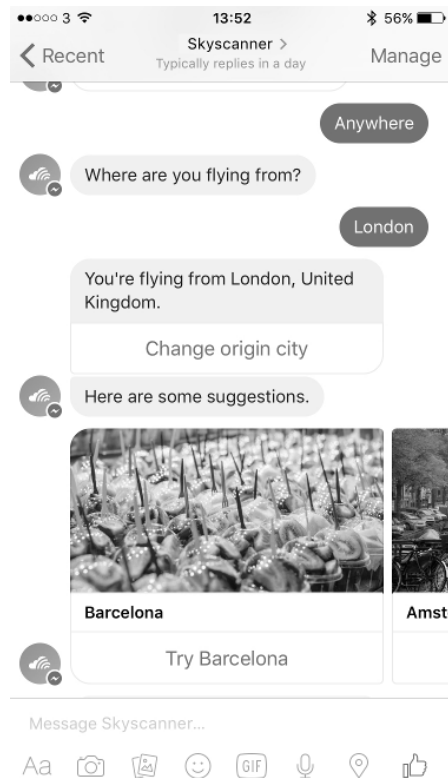 3 13:52 56%
Recent Skyscanner > Manage
Typically replies in a day
Anywhere
Where are you flying from?
London
You're flying from London, United
Kingdom.
Change origin city
Here are some suggestions.
Barcelona Amst
Try Barcelona
Message Skyscanner...
Aa GIF